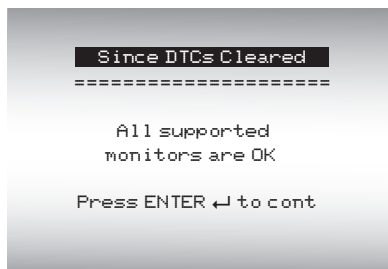 Since DTCs Cleared
======================
All supported
monitors are OK
Press ENTER ↵ to cont